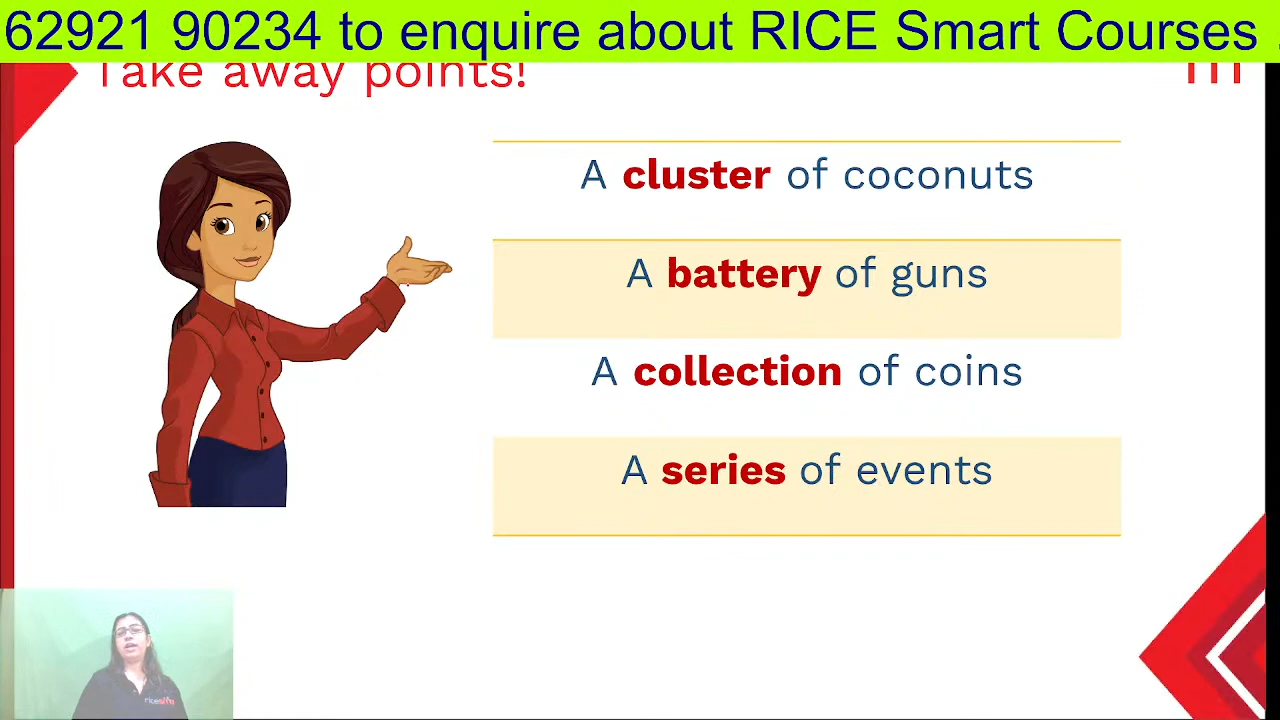 62921 90234 to enquire about RICE Smart Courses
Take away points!
A cluster of coconuts
A battery of guns
A collection of coins
A series of events